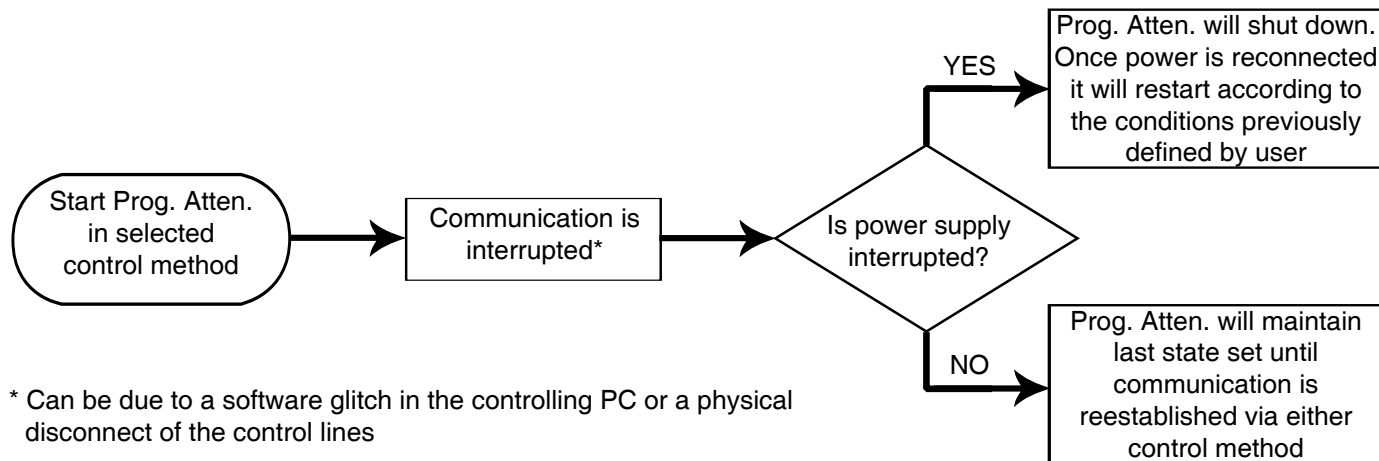 Start Prog. Atten.
in selected
control method
Communication is
interrupted*
Is power supply
interrupted?
YES
Prog. Atten. will shut down.
Once power is reconnected
it will restart according to
the conditions previously
defined by user
NO
Prog. Atten. will maintain
last state set until
communication is
reestablished via either
control method
* Can be due to a software glitch in the controlling PC or a physical
disconnect of the control lines